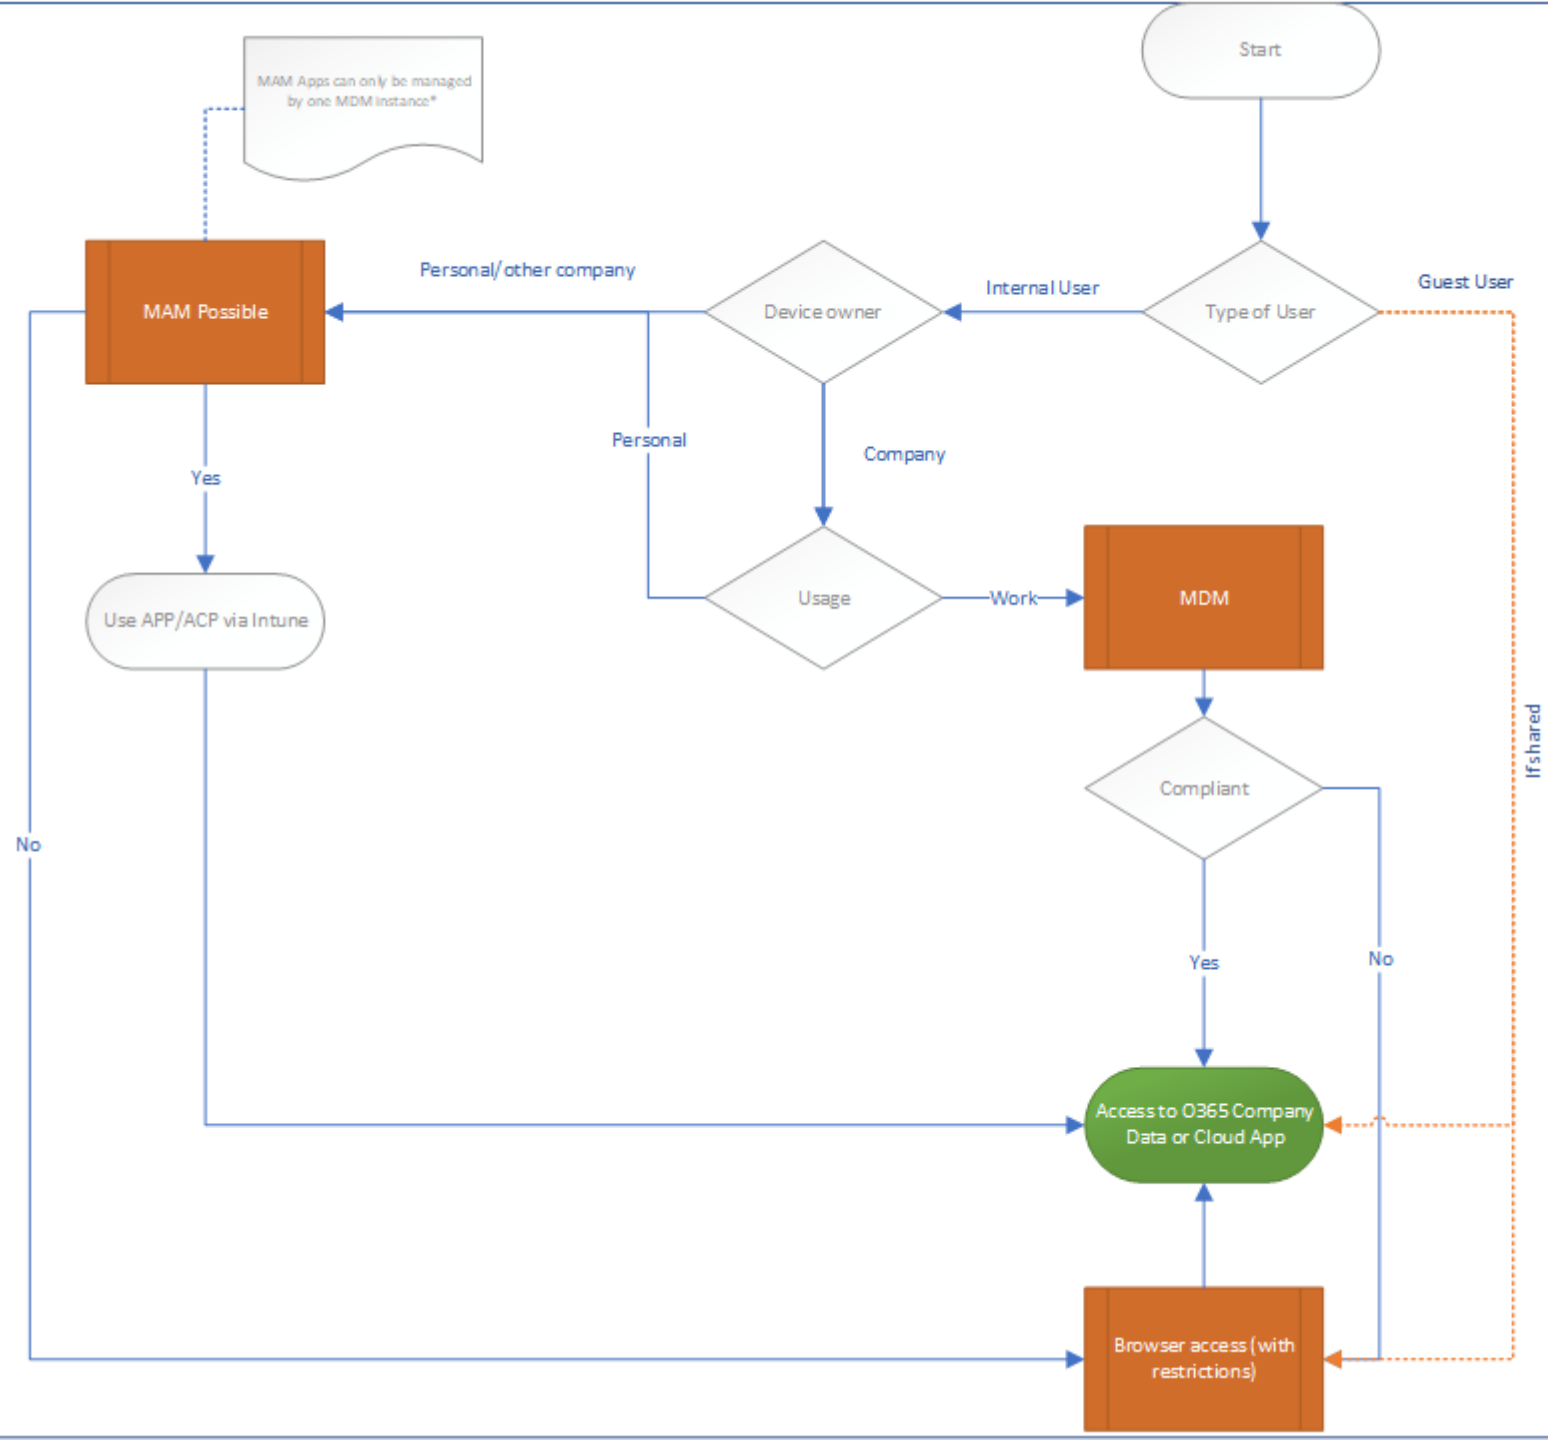 Start
MAM Apps can only be managed
by one MDM instance*
Personal/other company
Internal User
Guest User
MAM Possible
Device owner
Type of User
Personal
Company
Yes
Use APP/ACP via Intune
Usage
Work
MDM
If shared
Compliant
No
Yes
No
Access to O365 Company
Data or Cloud App
Browser access (with
restrictions)